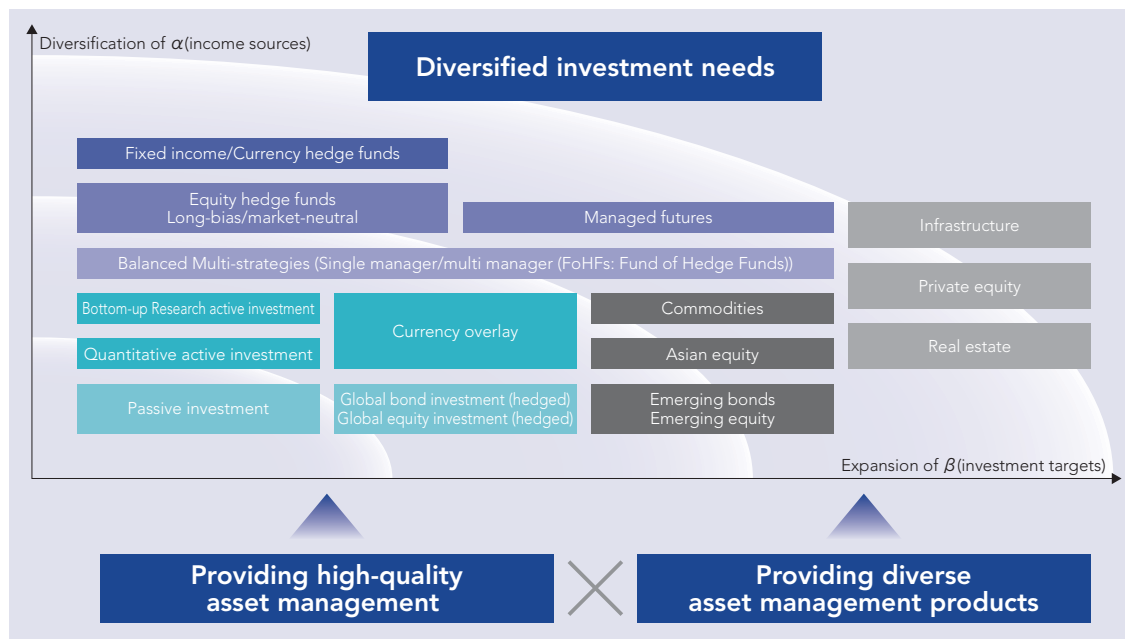 Diversification of α(income sources)
Diversified investment needs
Fixed income/Currency hedge funds
Equity hedge funds
Long-bias/market-neutral
Managed futures
Infrastructure
Balanced Multi-strategies (Single manager/multi manager (FoHFs: Fund of Hedge Funds))
Private equity
Bottom-up Research active investment
Currency overlay
Commodities
Quantitative active investment
Asian equity
Real estate
Passive investment
Global bond investment (hedged)
Global equity investment (hedged)
Emerging bonds
Emerging equity
Expansion of β(investment targets)
Providing high-quality
asset management
Providing diverse
asset management products